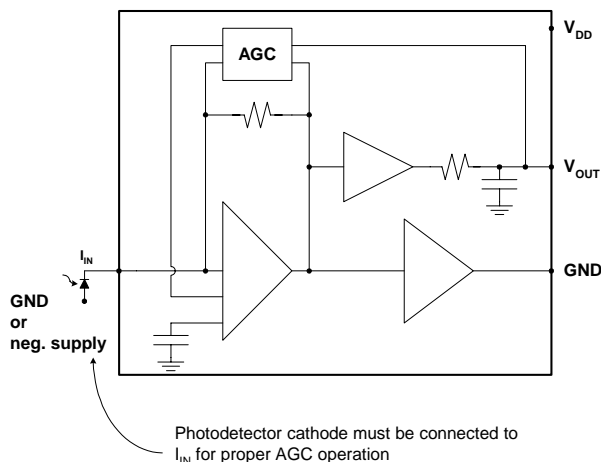 AGC
V_DD
V_OUT
I_IN
GND
GND
or
neg. supply
Photodetector cathode must be connected to
I_IN for proper AGC operation